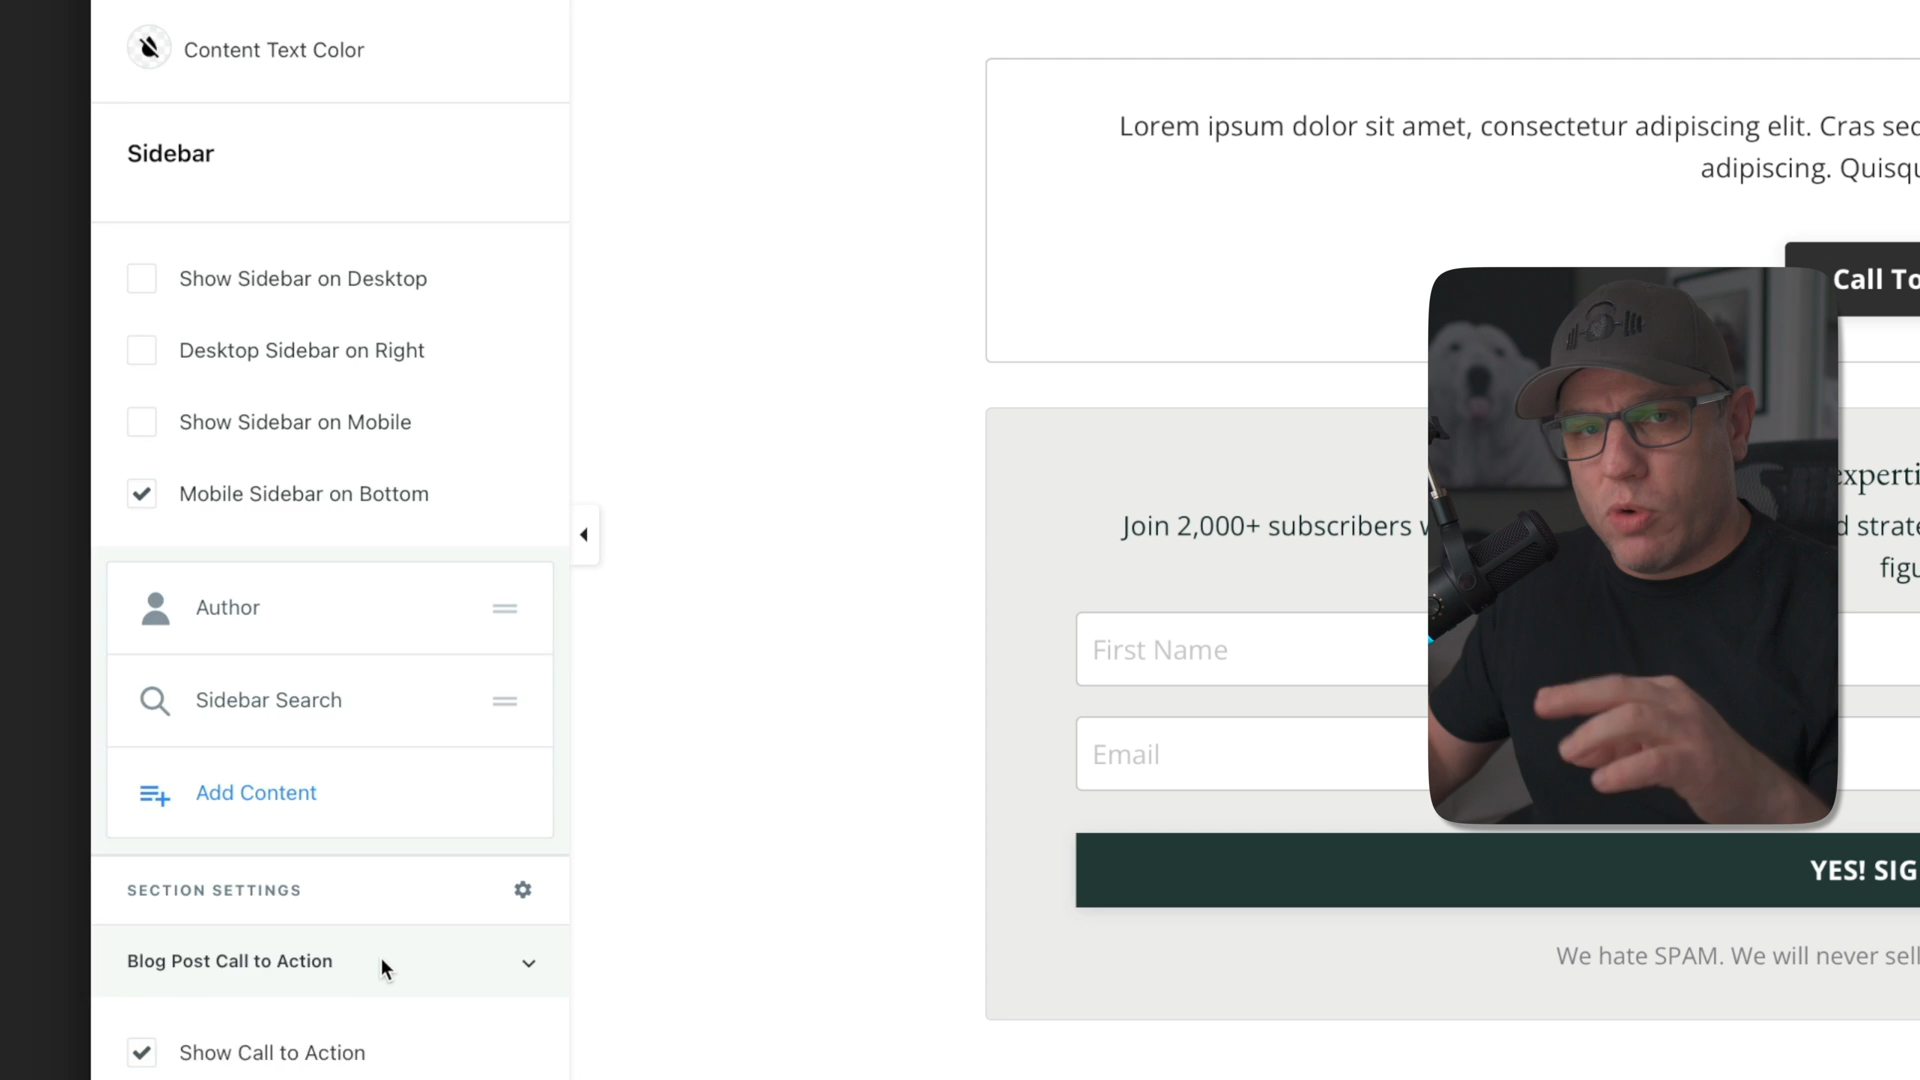 Content Text Color
Sidebar
Show Sidebar on Desktop
Desktop Sidebar on Right
Show Sidebar on Mobile
Mobile Sidebar on Bottom
Author
Sidebar Search
Add Content
SECTION SETTINGS
Blog Post Call to Action
Show Call to Action
Lorem ipsum dolor sit amet, consectetur adipiscing elit. Cras sed
adipiscing. Quisqu
Call To
experti
Join 2,000+ subscribers w
d strate
figu
First Name
Email
YES! SIG
We hate SPAM. We will never sell